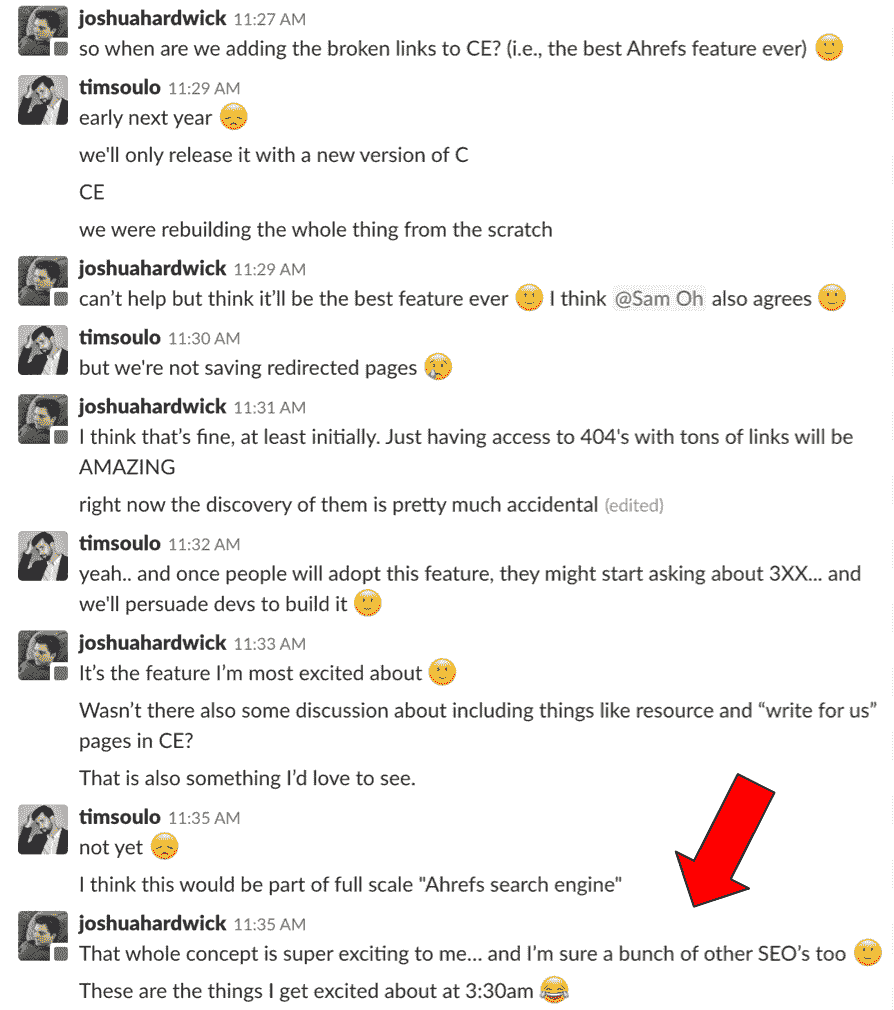 joshuahardwick 11:27 AM
so when are we adding the broken links to CE? (i.e., the best Ahrefs feature ever)
timsoulo 11:29 AM
early next year
we'll only release it with a new version of C
CE
we were rebuilding the whole thing from the scratch
joshuahardwick 11:29 AM
can’t help but think it’ll be the best feature ever I think @Sam Oh also agrees
timsoulo 11:30 AM
but we're not saving redirected pages
joshuahardwick 11:31 AM
I think that’s fine, at least initially. Just having access to 404's with tons of links will be
AMAZING
right now the discovery of them is pretty much accidental (edited)
timsoulo 11:32 AM
yeah.. and once people will adopt this feature, they might start asking about 3XX... and
we'll persuade devs to build it
joshuahardwick 11:33 AM
It’s the feature I’m most excited about
Wasn’t there also some discussion about including things like resource and “write for us”
pages in CE?
That is also something I’d love to see.
timsoulo 11:35 AM
not yet
I think this would be part of full scale "Ahrefs search engine"
joshuahardwick 11:35 AM
That whole concept is super exciting to me... and I’m sure a bunch of other SEO’s too
These are the things I get excited about at 3:30am